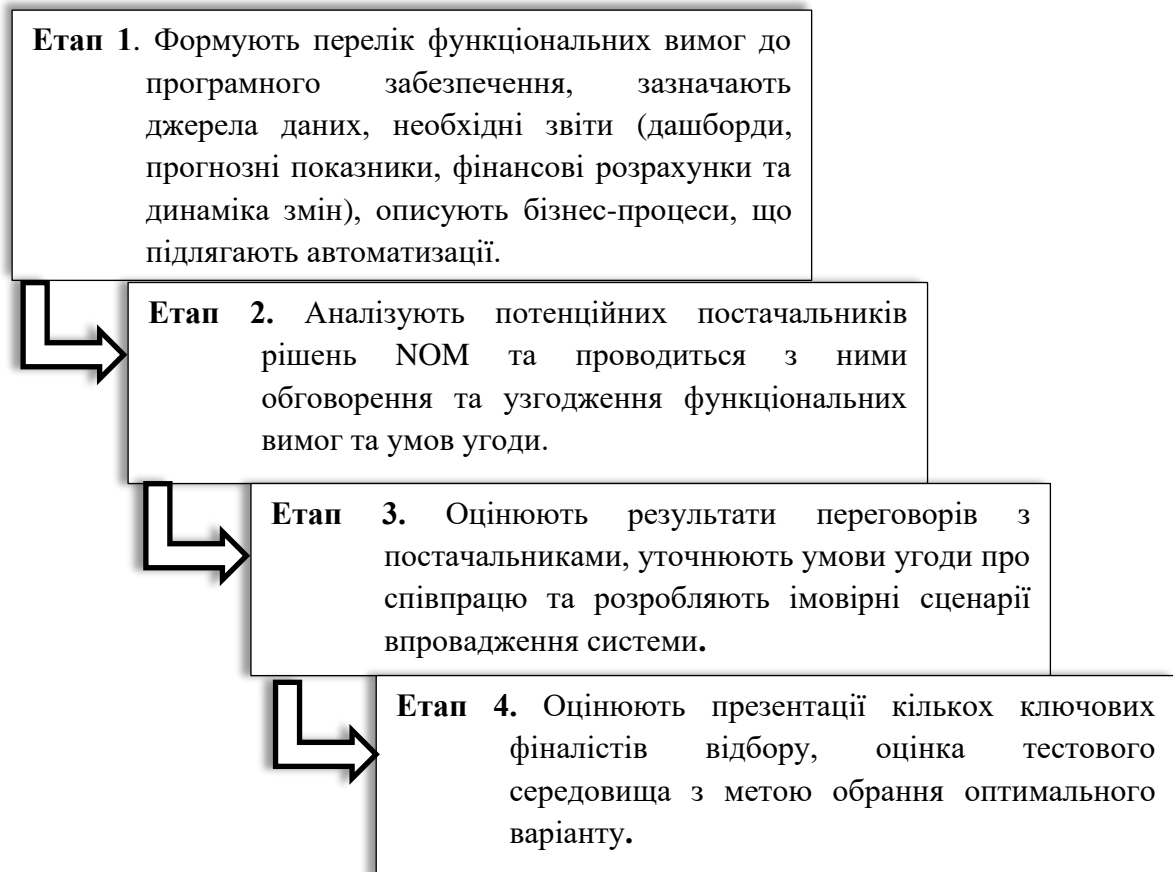 Етап 1. Формують перелік функціональних вимог до
програмного забезпечення, зазначають
джерела даних, необхідні звіти (дашборди,
прогнозні показники, фінансові розрахунки та
динаміка змін), описують бізнес-процеси, що
підлягають автоматизації.
Етап 2. Аналізують потенційних постачальників
рішень NOM та проводиться з ними
обговорення та узгодження функціональних
вимог та умов угоди.
Етап 3. Оцінюють результати переговорів з
постачальниками, уточнюють умови угоди про
співпрацю та розробляють імовірні сценарії
впровадження системи.
Етап 4. Оцінюють презентації кількох ключових
фіналістів відбору, оцінка тестового
середовища з метою обрання оптимального
варіанту.